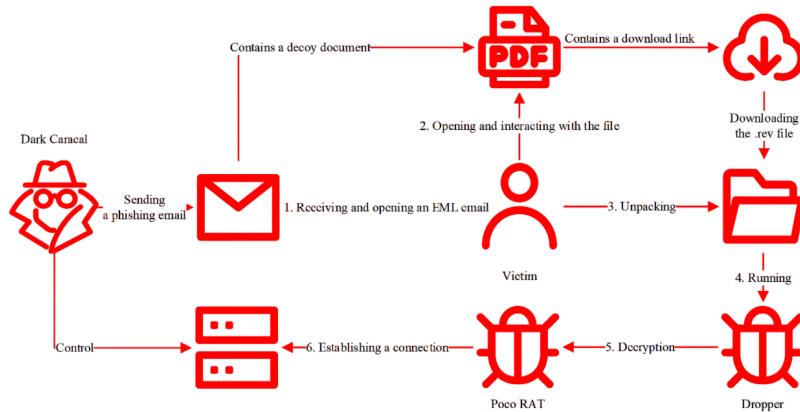 Contains a decoy document
PDF
Contains a download link
Downloading
the .rev file
2. Opening and interacting with the file
Dark Caracal
Sending
a phishing email
1. Receiving and opening an EML email
3. Unpacking
Victim
4. Running
Control
6. Establishing a connection
5. Decryption
Poco RAT
Dropper